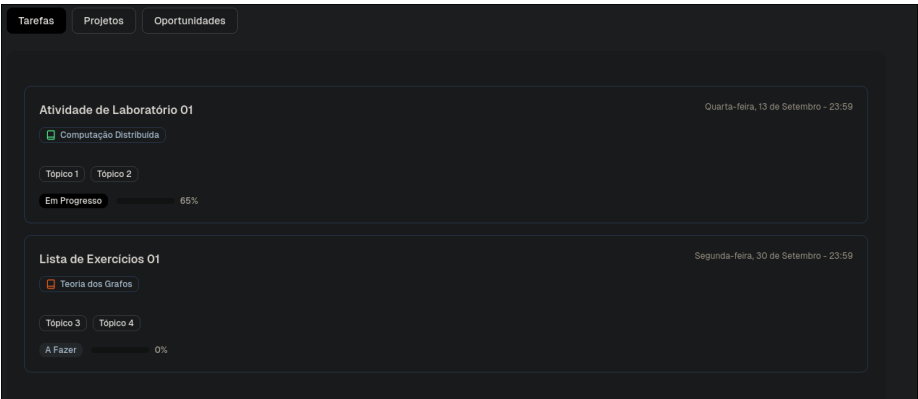 Tarefas Projetos Oportunidades
Atividade de Laboratório 01 Quarta-feira, 13 de Setembro - 23:59
Computação Distribuída
Tópico 1 Tópico 2
Em Progresso 65%
Lista de Exercícios 01 Segunda-feira, 30 de Setembro - 23:59
Teoria dos Grafos
Tópico 3 Tópico 4
A Fazer 0%